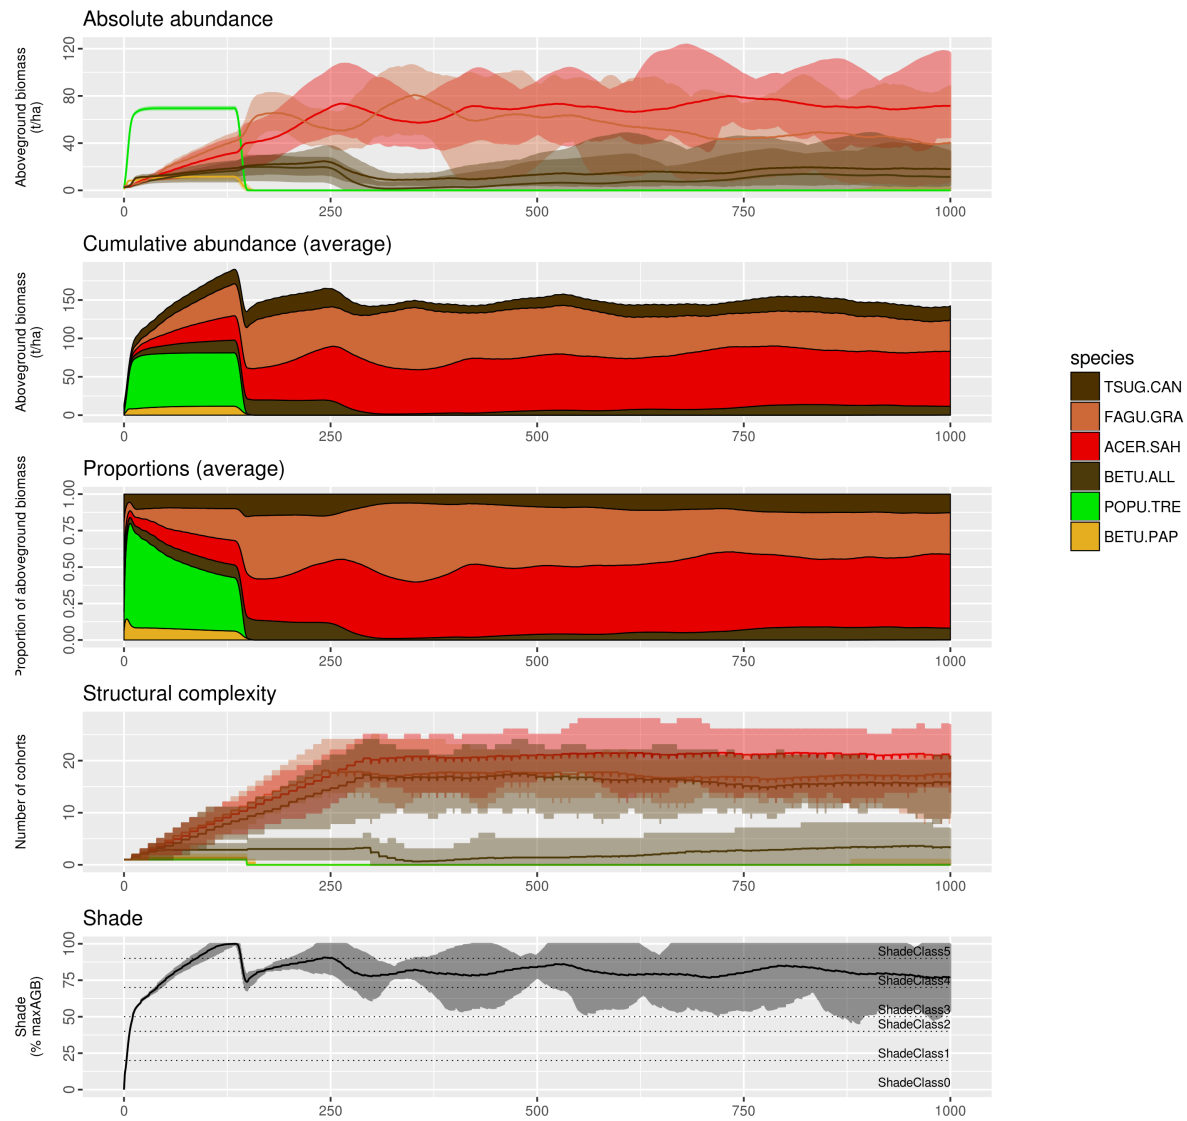 Absolute abundance
Aboveground biomass
(t/ha)
120
80
40
0
0 250 500 750 1000
Cumulative abundance (average)
Aboveground biomass
(t/ha)
150
100
50
0
0 250 500 750 1000
Proportions (average)
Proportion of aboveground biomass
1.00
0.75
0.50
0.25
0.00
0 250 500 750 1000
species
TSUG.CAN
FAGU.GRA
ACER.SAH
BETU.ALL
POPU.TRE
BETU.PAP
Structural complexity
Number of cohorts
20
10
0
0 250 500 750 1000
Shade
Shade
(% maxAGB)
100
75
50
25
0
ShadeClass5
ShadeClass4
ShadeClass3
ShadeClass2
ShadeClass1
ShadeClass0
0 250 500 750 1000